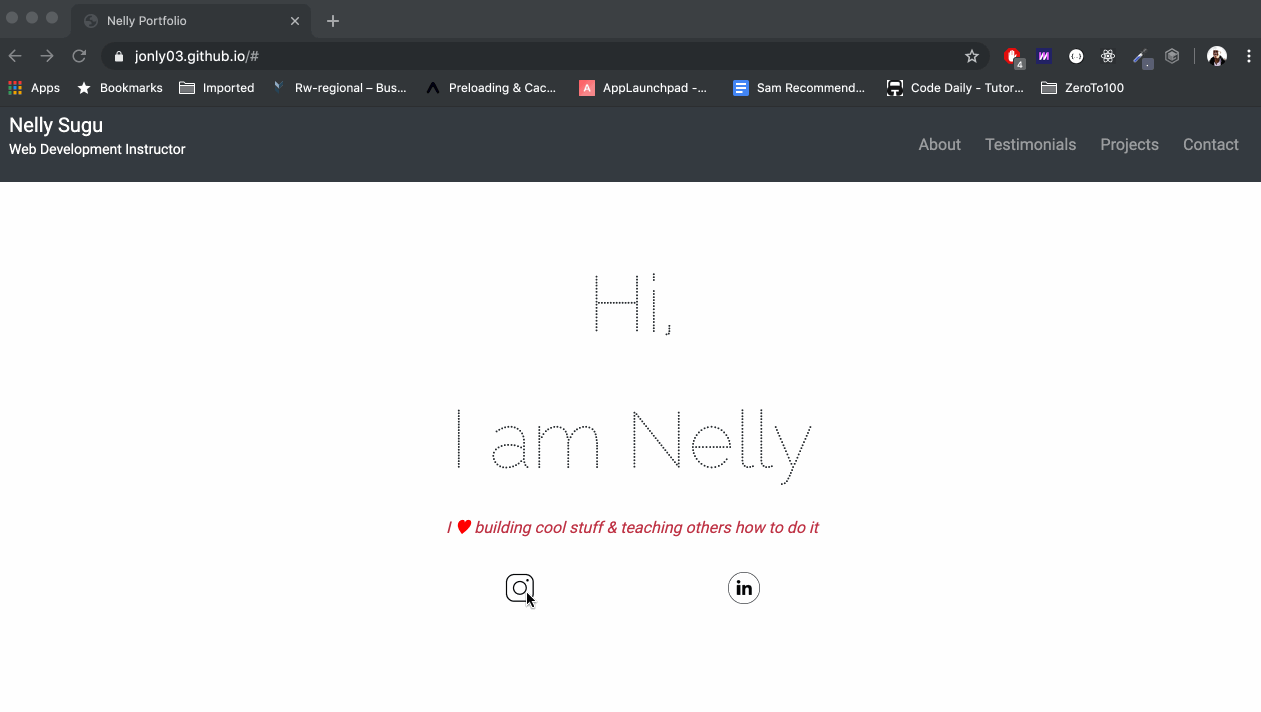 Nelly Portfolio
jonly03.github.io/#
4
Apps
Bookmarks
Imported
Rw-regional – Bus...
Preloading & Cac...
A
AppLaunchpad -...
Sam Recommend...
Code Daily - Tutor...
ZeroTo100
Nelly Sugu
Web Development Instructor
About
Testimonials
Projects
Contact
Hi,
I am Nelly
I ♥ building cool stuff & teaching others how to do it
in